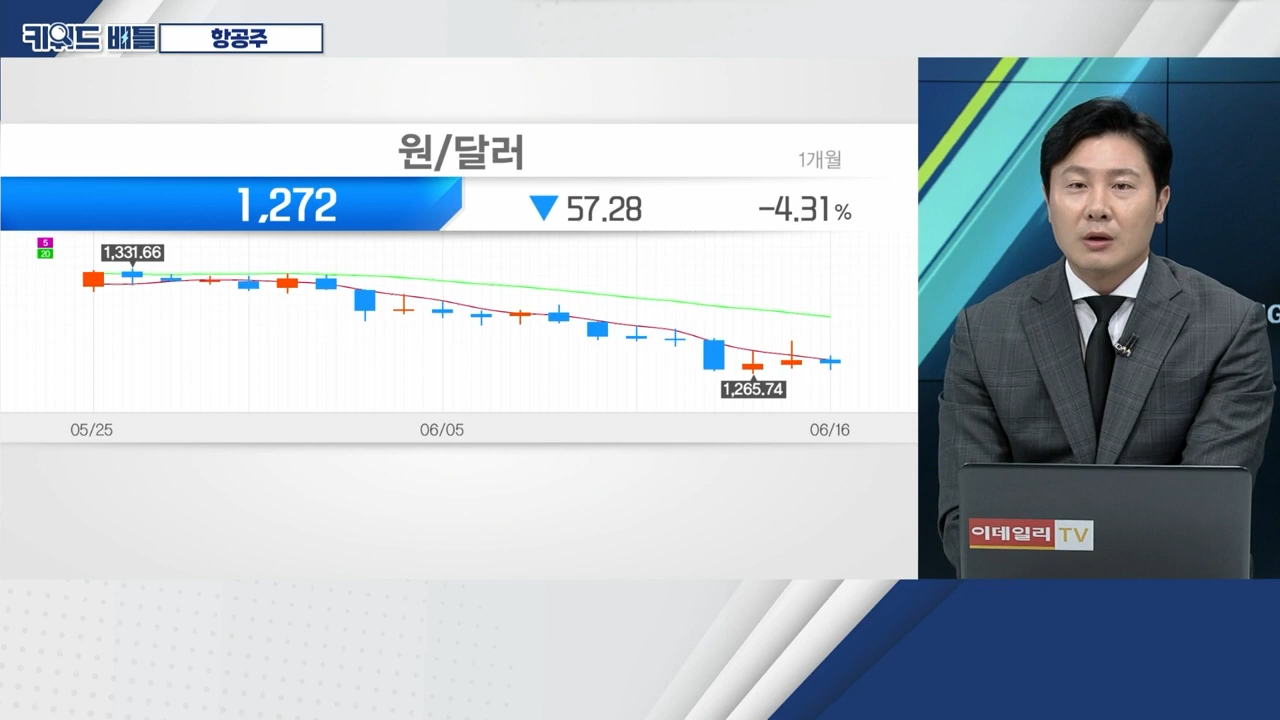 키워드 배틀 항공주
원/달러
1개월
1,272 ▼ 57.28 -4.31%
5
20
1,331.66
1,265.74
05/25 06/05 06/16
이데일리 TV
G